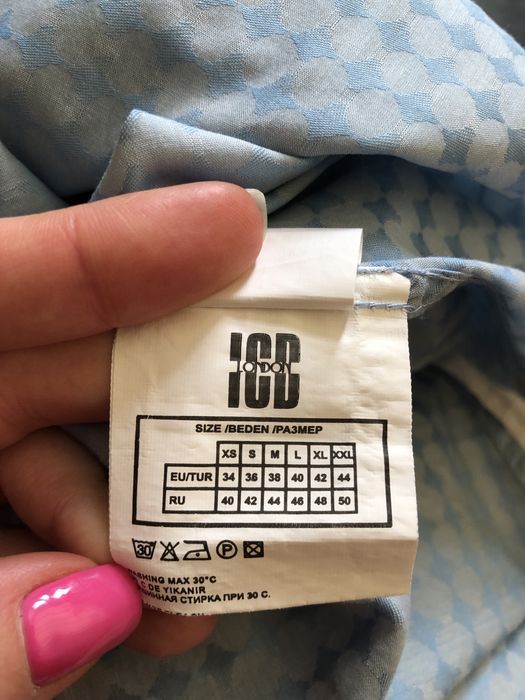 ICB
LONDON
SIZE /BEDEN /РАЗМЕР
XS S M L XL XXL
EU/TUR 34 36 38 40 42 44
RU 40 42 44 46 48 50
30 P
WASHING MAX 30°C
°C DE YIKANIR
ШИННАЯ СТИРКА ПРИ 30 C.